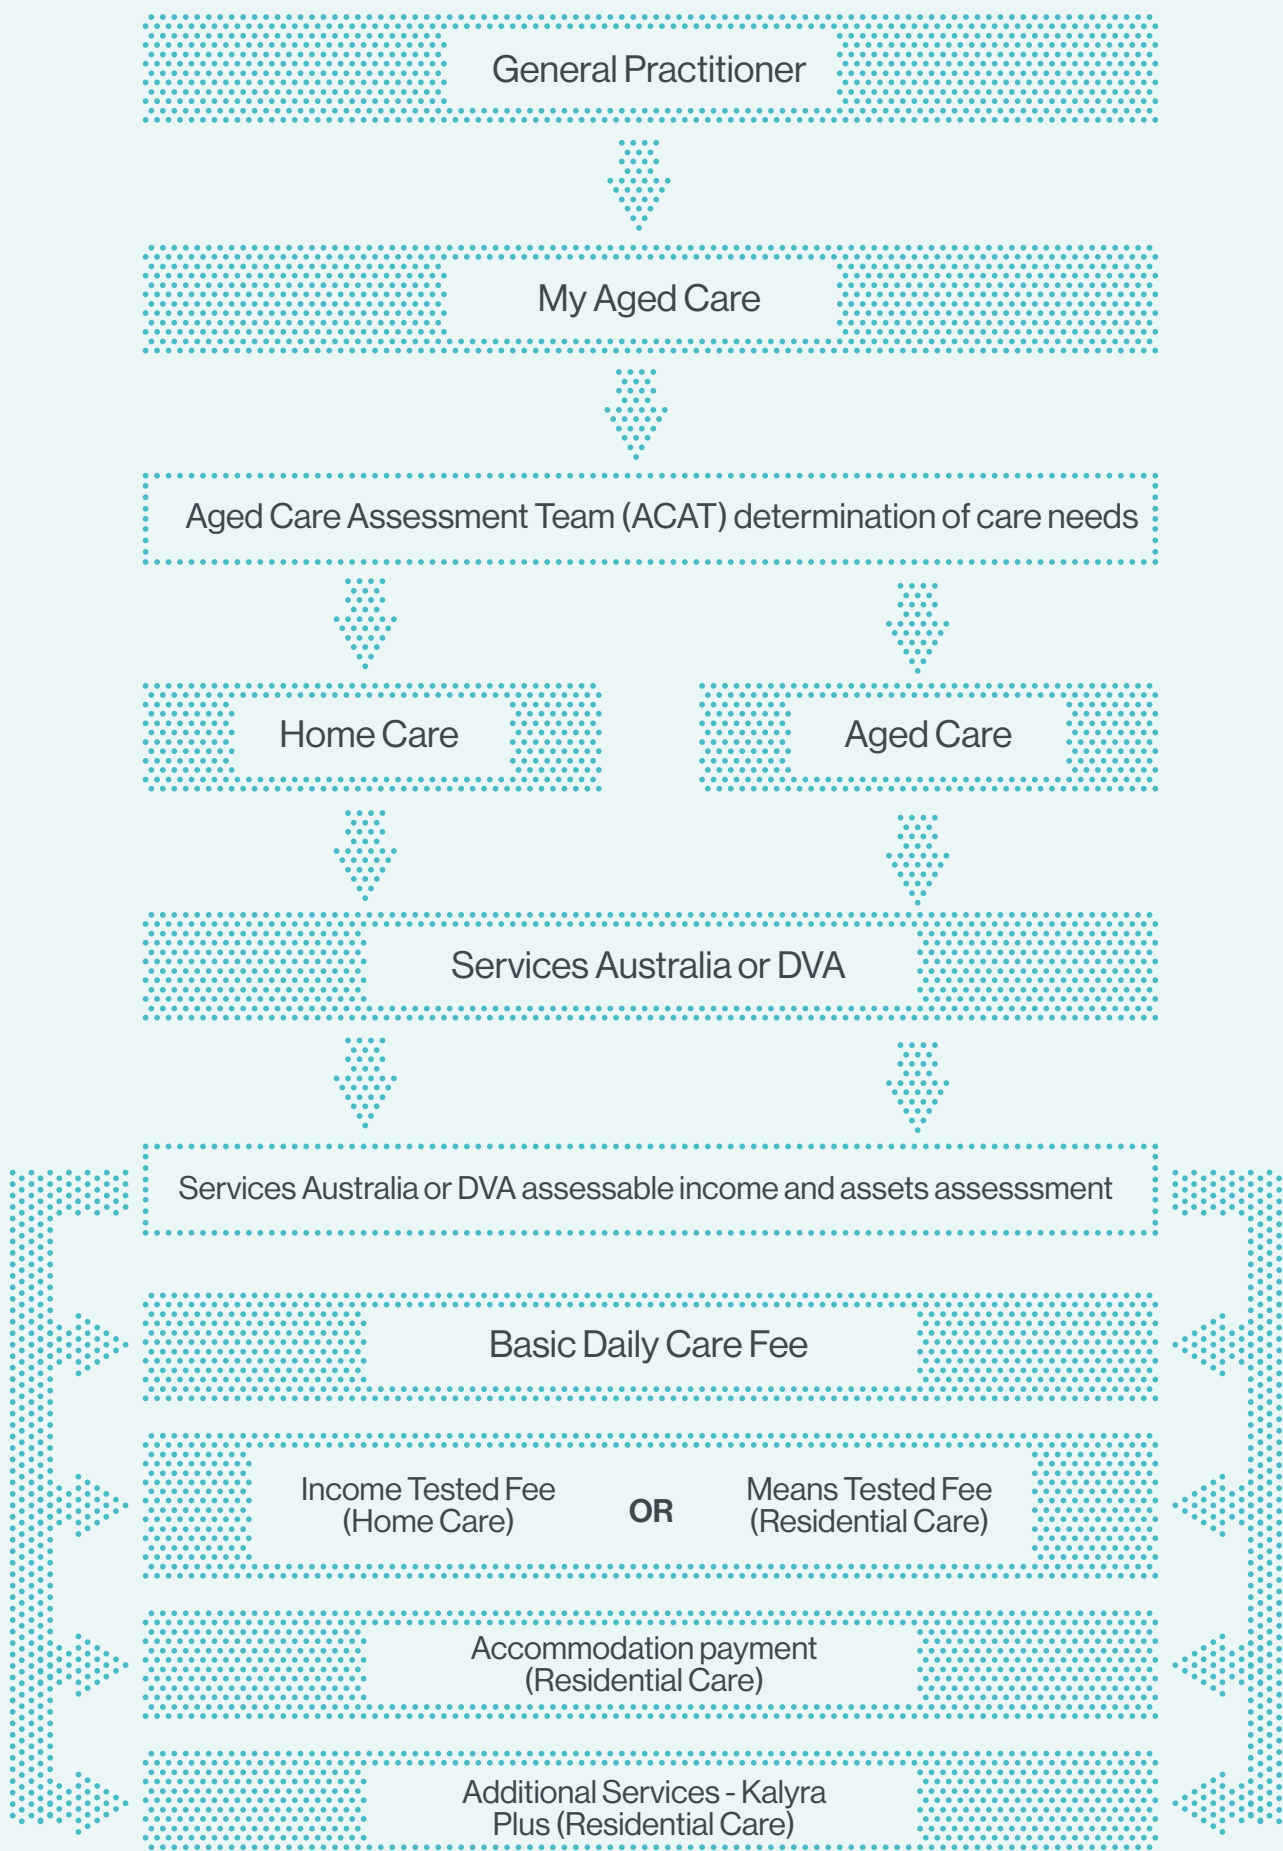 General Practitioner
My Aged Care
Aged Care Assessment Team (ACAT) determination of care needs
Home Care
Aged Care
Services Australia or DVA
Services Australia or DVA assessable income and assets assesssment
Basic Daily Care Fee
Income Tested Fee
(Home Care)
OR
Means Tested Fee
(Residential Care)
Accommodation payment
(Residential Care)
Additional Services - Kalyra
Plus (Residential Care)